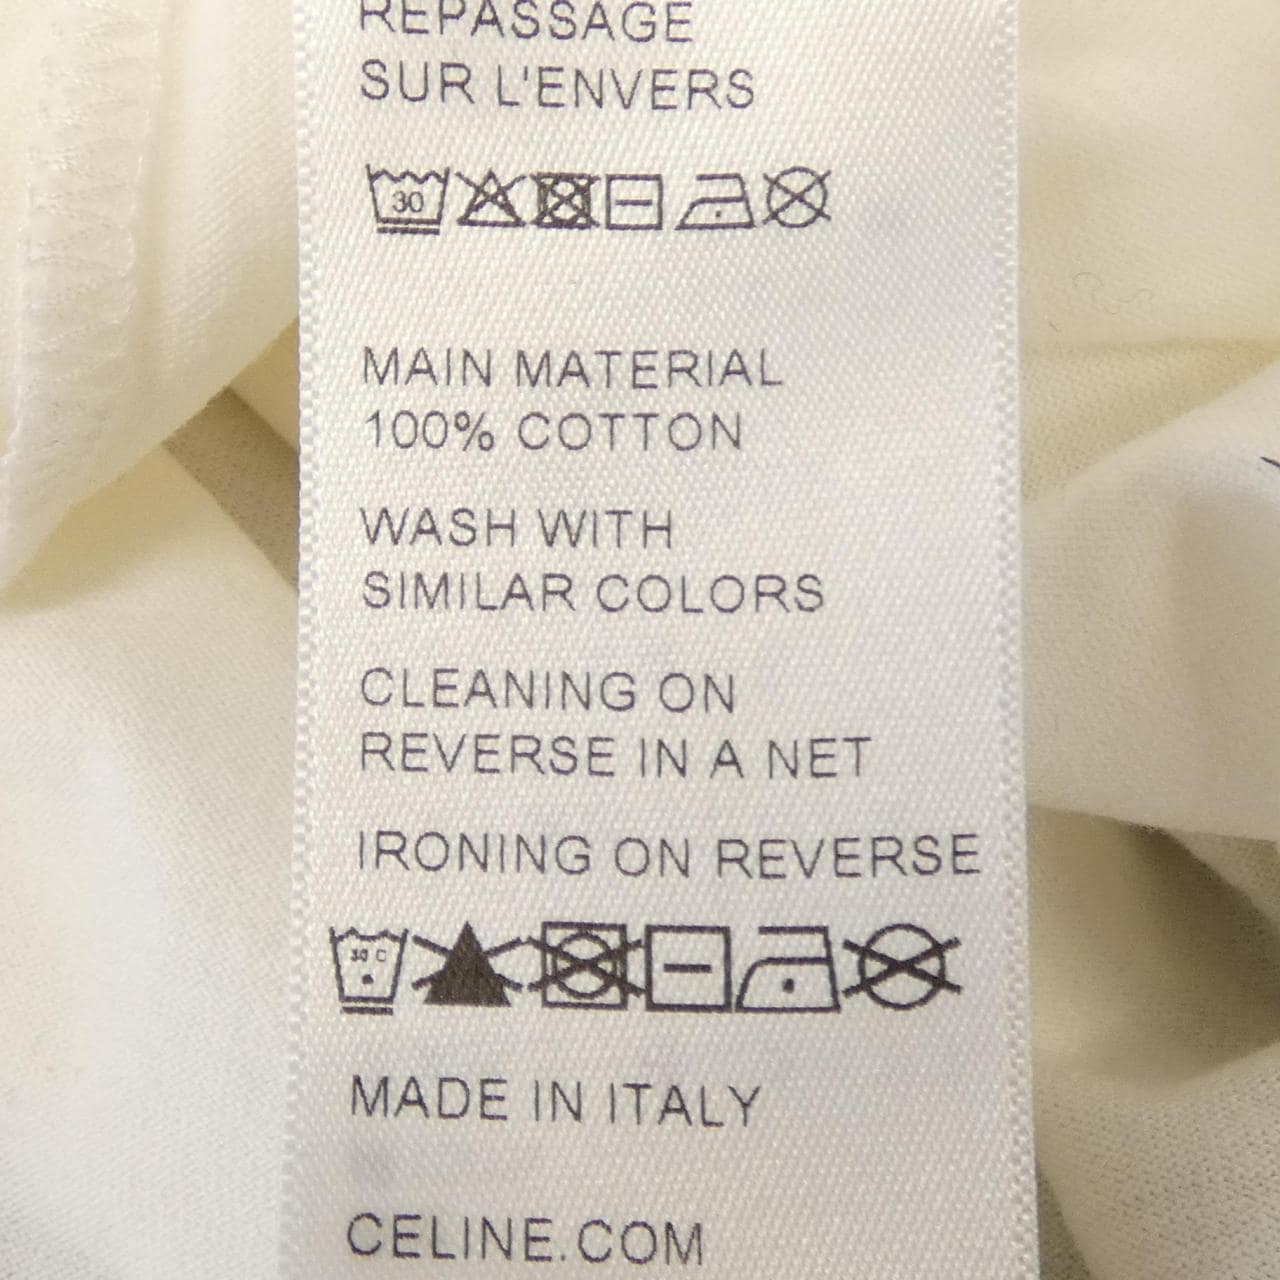 REPASSAGE
SUR L'ENVERS
30
MAIN MATERIAL
100% COTTON
WASH WITH
SIMILAR COLORS
CLEANING ON
REVERSE IN A NET
IRONING ON REVERSE
30 C
MADE IN ITALY
CELINE.COM